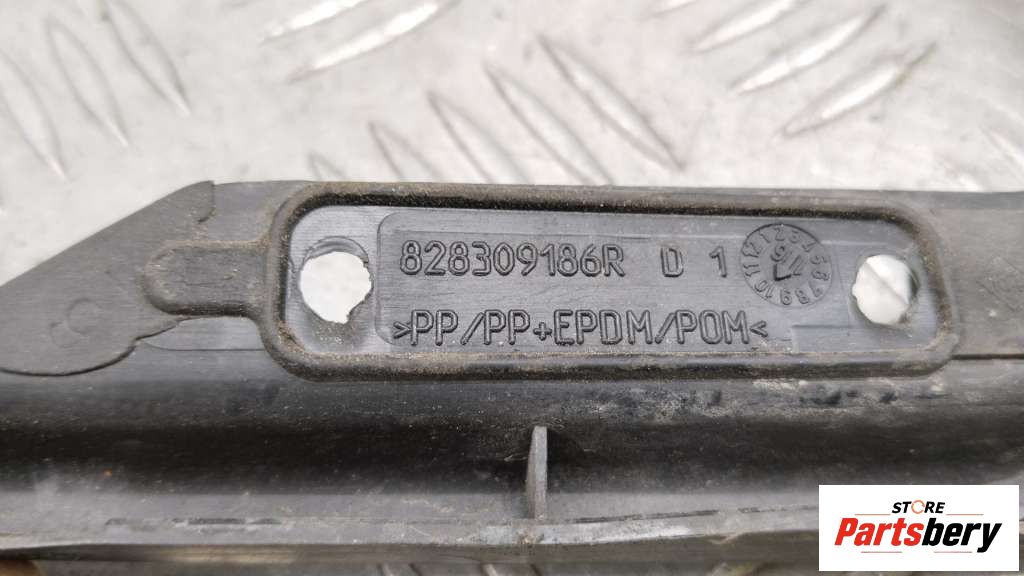 828309186R D 1
>PP/PP+EPDM/POM<
STORE
Partsbery